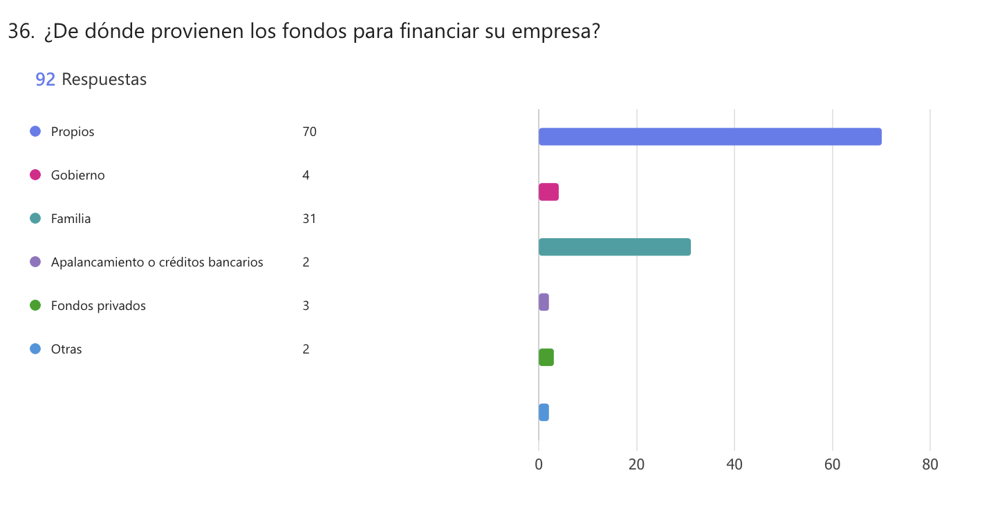 36. ¿De dónde provienen los fondos para financiar su empresa?
92 Respuestas
Propios 70
Gobierno 4
Familia 31
Apalancamiento o créditos bancarios 2
Fondos privados 3
Otras 2
0 20 40 60 80